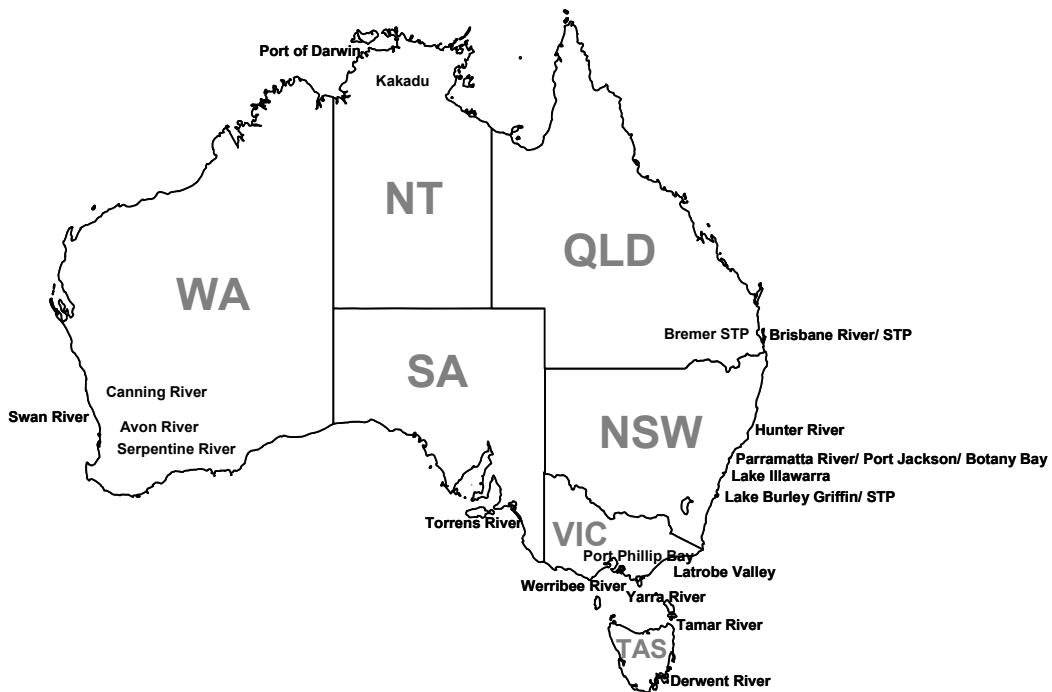 Port of Darwin
Kakadu
NT
QLD
WA
Bremer STP
Brisbane River/ STP
SA
Canning River
Swan River
Avon River
Serpentine River
NSW
Hunter River
Parramatta River/ Port Jackson/ Botany Bay
Lake Illawarra
Lake Burley Griffin/ STP
Torrens River
VIC
Port Phillip Bay
Latrobe Valley
Werribee River
Yarra River
Tamar River
TAS
Derwent River